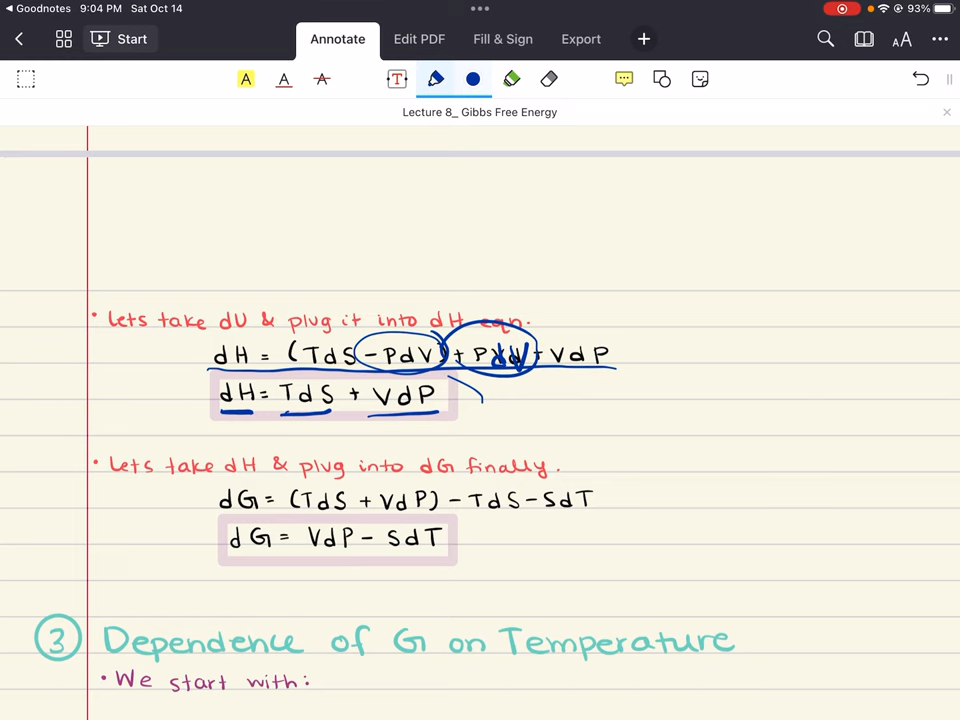 Goodnotes 9:04 PM Sat Oct 14 93%
Start Annotate Edit PDF Fill & Sign Export
Lecture 8_ Gibbs Free Energy
• Lets take dU & plug it into dH eqn.
dH = (TdS - PdV) + PdV + VdP
dH = TdS + VdP
• Lets take dH & plug into dG finally.
dG = (TdS + VdP) - TdS - SdT
dG = VdP - SdT
3 Dependence of G on Temperature
• We start with: